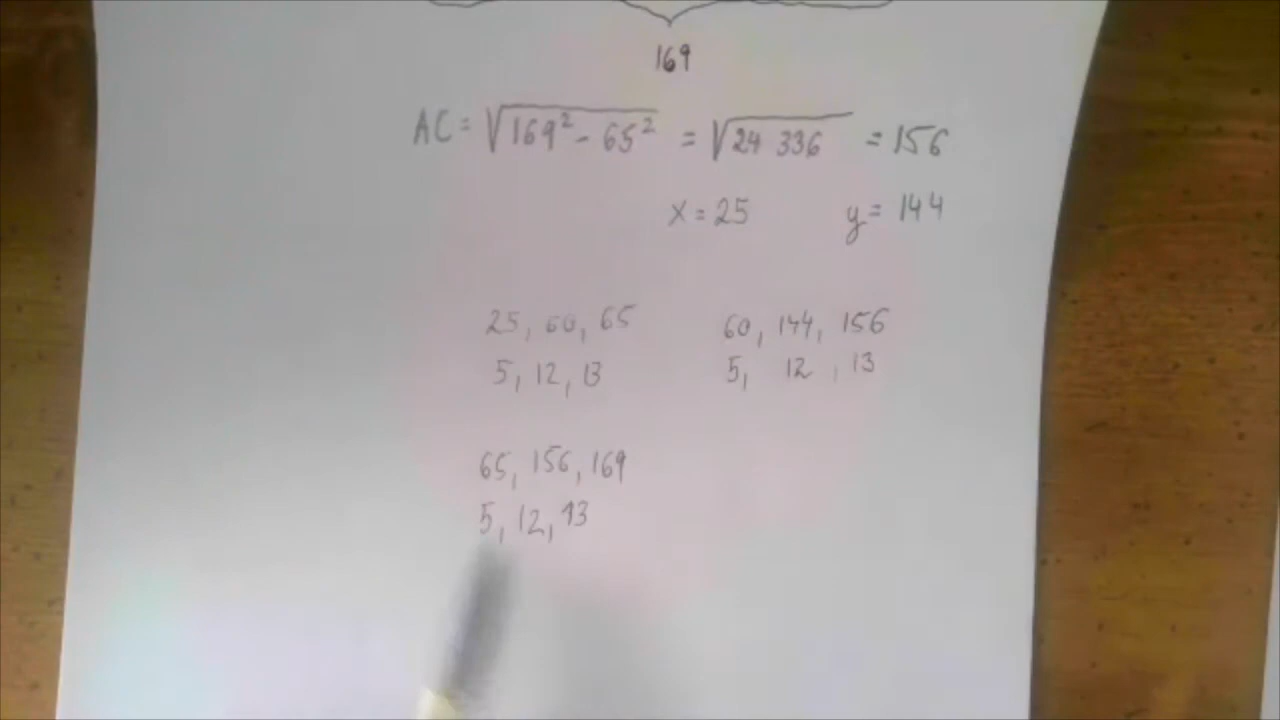 169
AC = √169² - 65² = √24 336 = 156
x = 25 y = 144
25, 60, 65 60, 144, 156
5, 12, 13 5, 12, 13
65, 156, 169
5, 12, 13